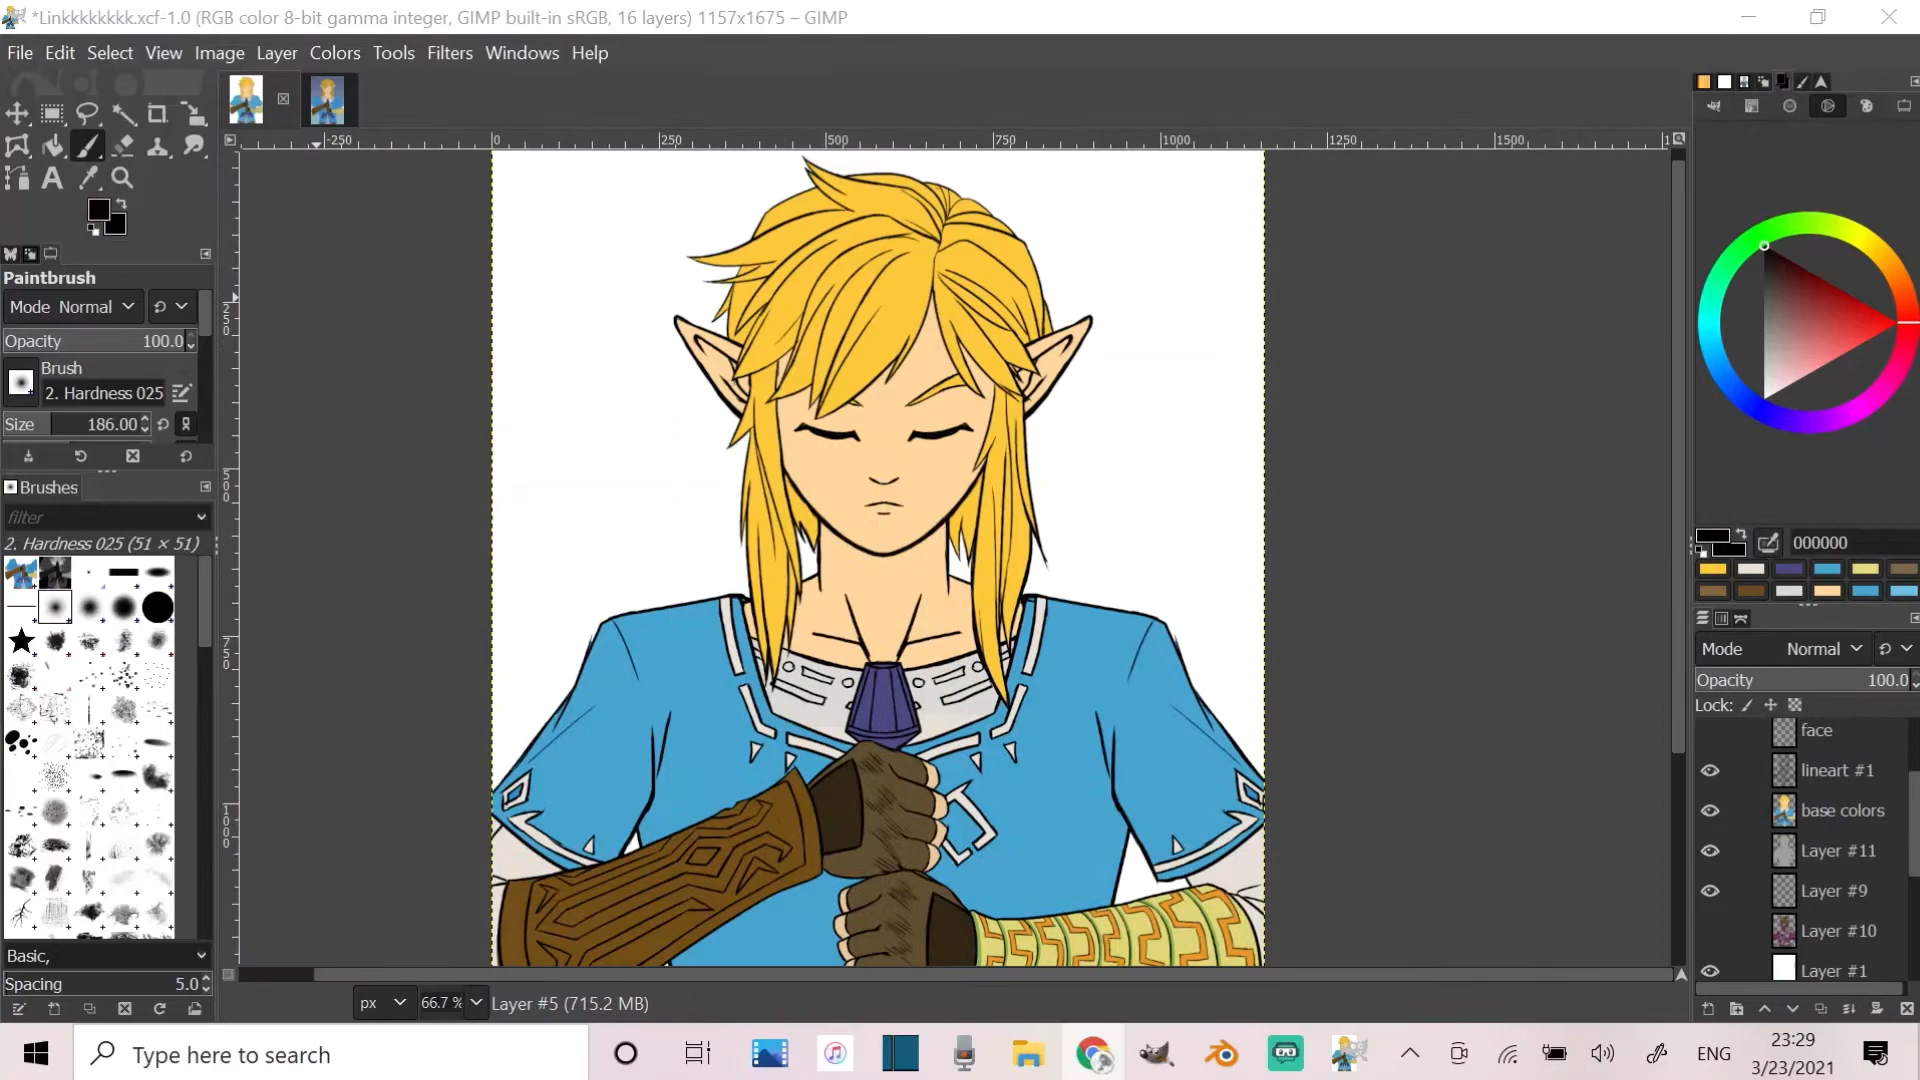 *Linkkkkkkkk.xcf-1.0 (RGB color 8-bit gamma integer, GIMP built-in sRGB, 16 layers) 1157x1675 – GIMP
File Edit Select View Image Layer Colors Tools Filters Windows Help
-250 0 250 500 750 1000 1250 1500
250
500
750
1000
Paintbrush
Mode Normal
Opacity 100.0
Brush
2. Hardness 025
Size 186.00
Brushes
filter
2. Hardness 025 (51 × 51)
Basic,
Spacing 5.0
px 66.7 % Layer #5 (715.2 MB)
000000
Mode Normal
Opacity 100.0
Lock:
face
lineart #1
base colors
Layer #11
Layer #9
Layer #10
Layer #1
Type here to search
ENG
23:29
3/23/2021